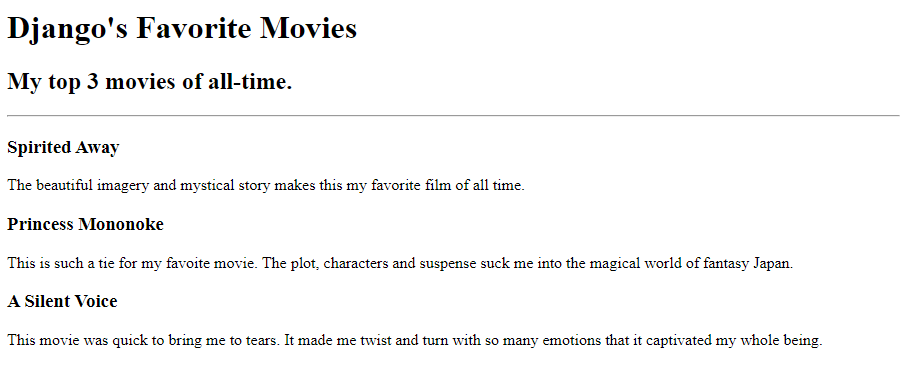 Django's Favorite Movies
My top 3 movies of all-time.
Spirited Away
The beautiful imagery and mystical story makes this my favorite film of all time.
Princess Mononoke
This is such a tie for my favoite movie. The plot, characters and suspense suck me into the magical world of fantasy Japan.
A Silent Voice
This movie was quick to bring me to tears. It made me twist and turn with so many emotions that it captivated my whole being.